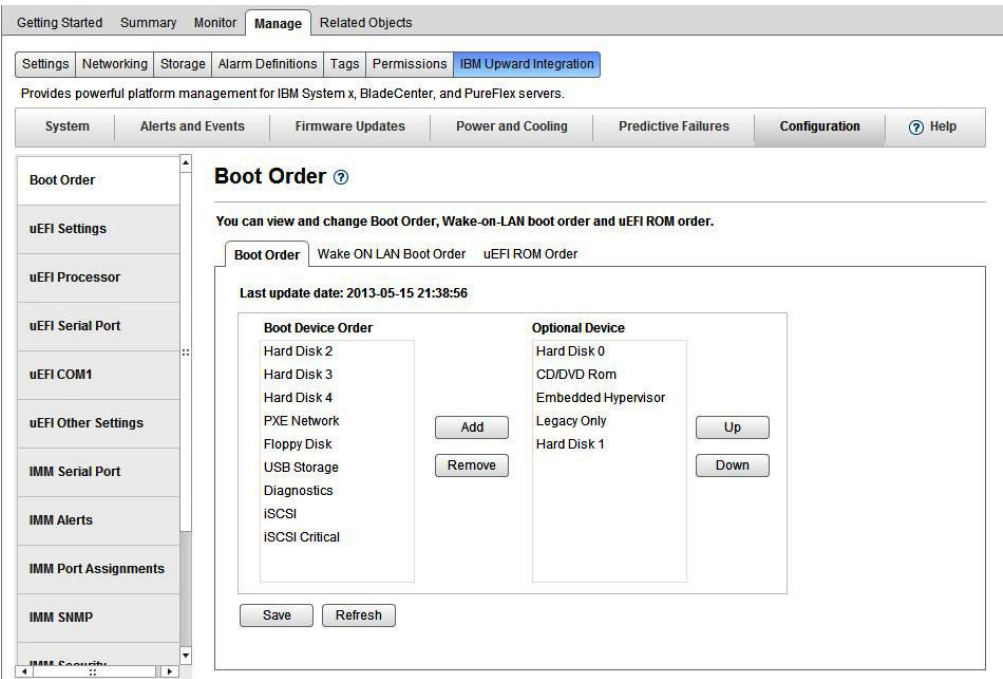 Getting Started Summary Monitor Manage Related Objects
Settings Networking Storage Alarm Definitions Tags Permissions IBM Upward Integration
Provides powerful platform management for IBM System x, BladeCenter, and PureFlex servers.
System Alerts and Events Firmware Updates Power and Cooling Predictive Failures Configuration ? Help
Boot Order
uEFI Settings
uEFI Processor
uEFI Serial Port
uEFI COM1
uEFI Other Settings
IMM Serial Port
IMM Alerts
IMM Port Assignments
IMM SNMP
IMM Security
Boot Order ?
You can view and change Boot Order, Wake-on-LAN boot order and uEFI ROM order.
Boot Order Wake ON LAN Boot Order uEFI ROM Order
Last update date: 2013-05-15 21:38:56
Boot Device Order
Hard Disk 2
Hard Disk 3
Hard Disk 4
PXE Network
Floppy Disk
USB Storage
Diagnostics
iSCSI
iSCSI Critical
Add
Remove
Optional Device
Hard Disk 0
CD/DVD Rom
Embedded Hypervisor
Legacy Only
Hard Disk 1
Up
Down
Save Refresh